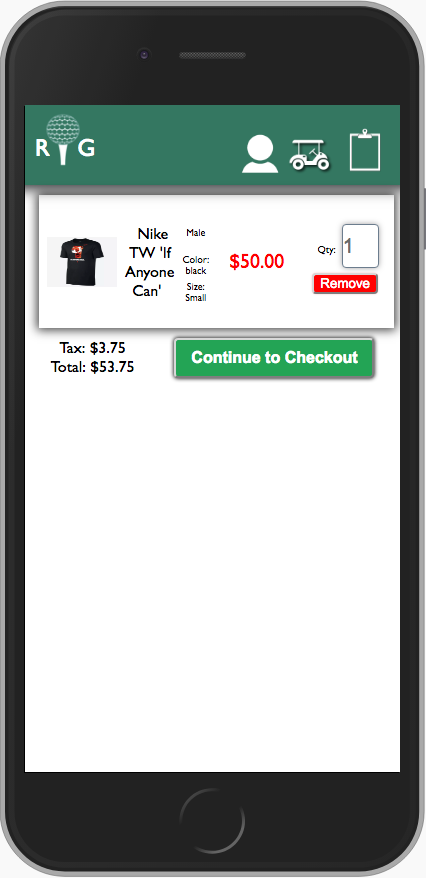 R G
Nike
TW 'If
Anyone
Can'
Male
Color:
black
Size:
Small
$50.00
Qty: 1
Remove
Tax: $3.75
Total: $53.75
Continue to Checkout